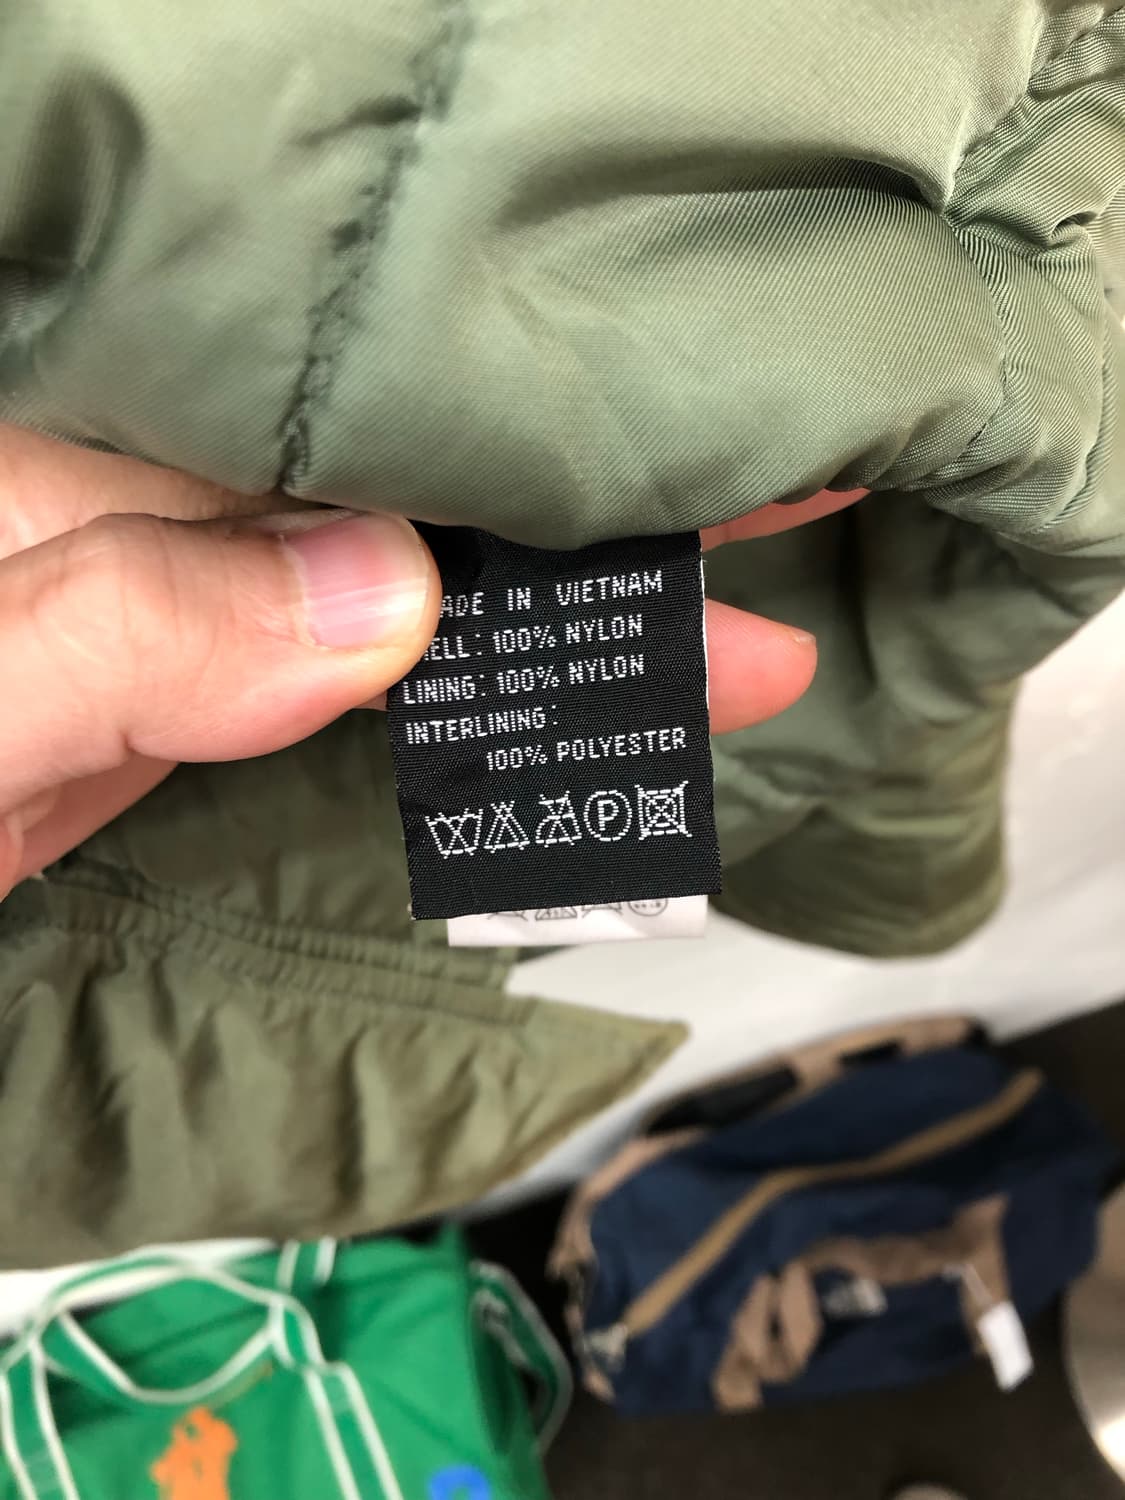 ADE IN VIETNAM
ELL: 100% NYLON
LINING: 100% NYLON
INTERLINING:
100% POLYESTER
P